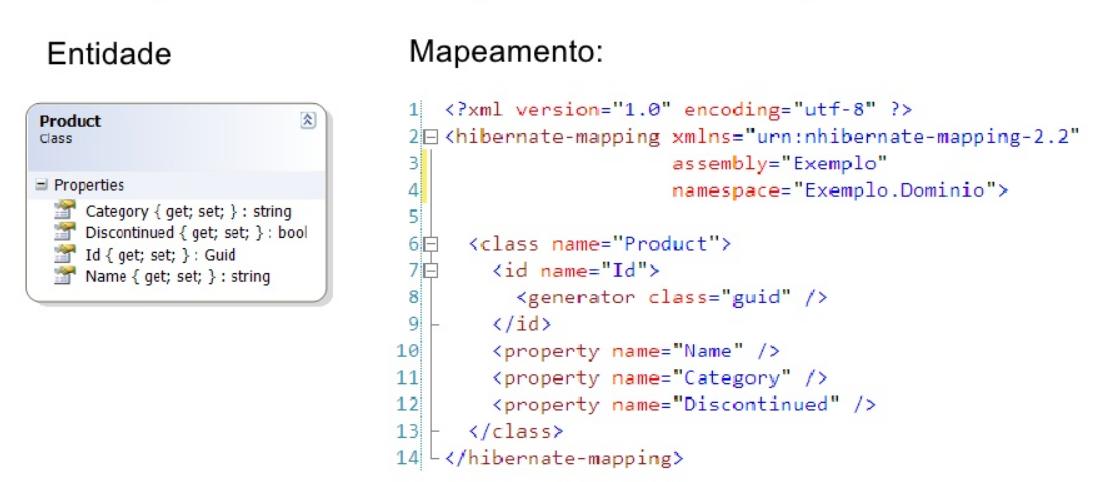 Entidade
Mapeamento:
Product
Class
Properties
Category { get; set; } : string
Discontinued { get; set; } : bool
Id { get; set; } : Guid
Name { get; set; } : string
1 <?xml version="1.0" encoding="utf-8" ?>
2 <hibernate-mapping xmlns="urn:nhibernate-mapping-2.2"
3 assembly="Exemplo"
4 namespace="Exemplo.Dominio">
5
6 <class name="Product">
7 <id name="Id">
8 <generator class="guid" />
9 </id>
10 <property name="Name" />
11 <property name="Category" />
12 <property name="Discontinued" />
13 </class>
14 </hibernate-mapping>